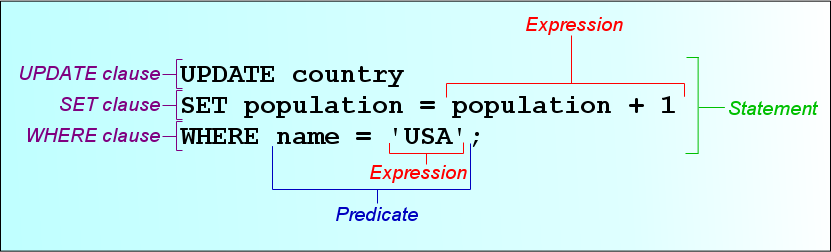 Expression
UPDATE clause UPDATE country
SET clause SET population = population + 1 Statement
WHERE clause WHERE name = 'USA';
Expression
Predicate